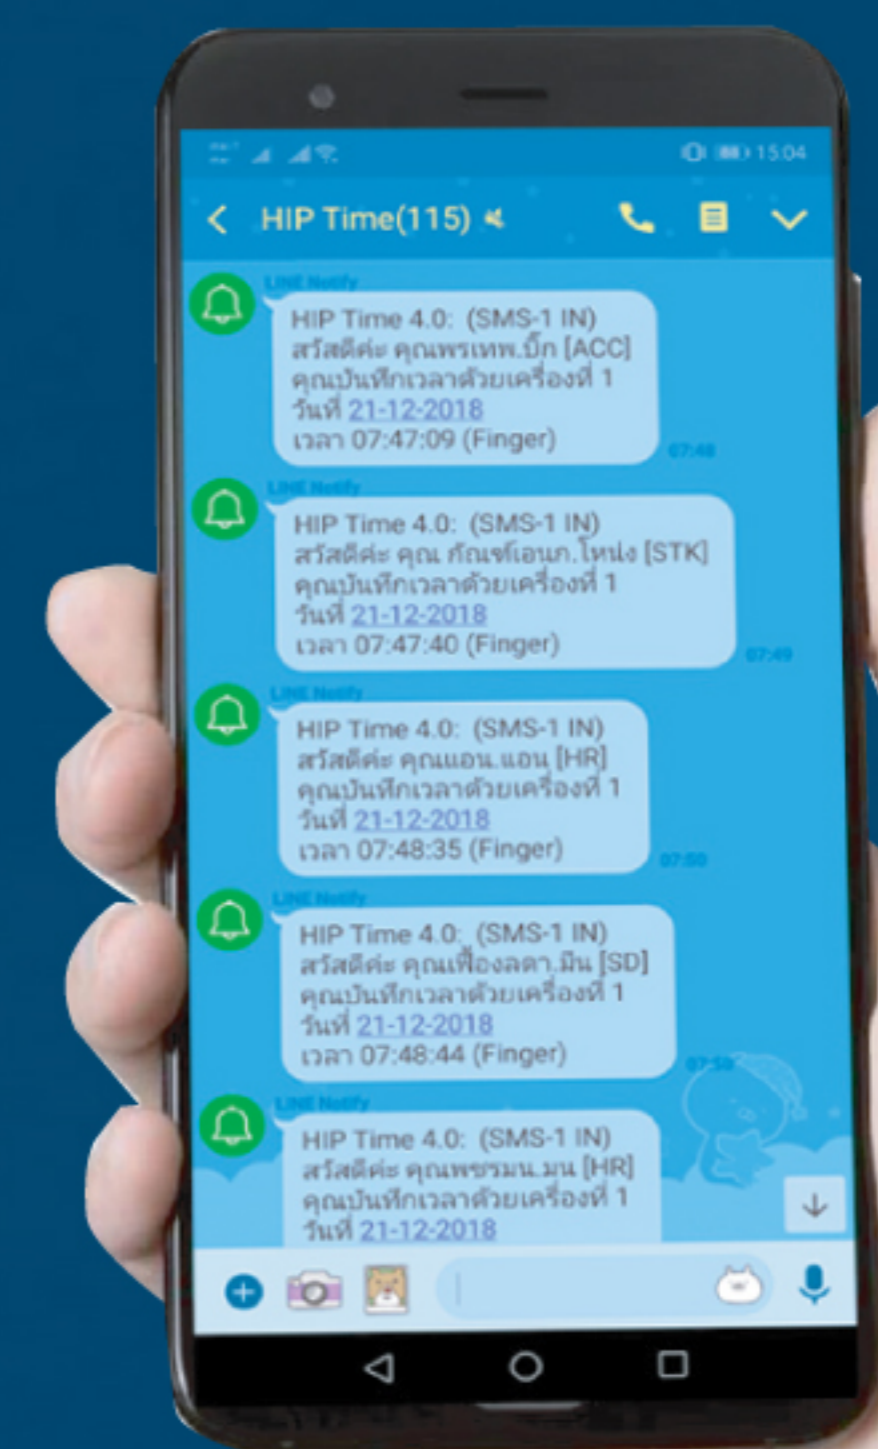 15:04
HIP Time(115)
LINE Notify
HIP Time 4.0: (SMS-1 IN)
สวัสดีค่ะ คุณพรเทพ.บิ๊ก [ACC]
คุณบันทึกเวลาด้วยเครื่องที่ 1
วันที่ 21-12-2018
เวลา 07:47:09 (Finger)
07:48
LINE Notify
HIP Time 4.0: (SMS-1 IN)
สวัสดีค่ะ คุณ กัณฑ์เอนก.โหน่ง [STK]
คุณบันทึกเวลาด้วยเครื่องที่ 1
วันที่ 21-12-2018
เวลา 07:47:40 (Finger)
07:49
LINE Notify
HIP Time 4.0: (SMS-1 IN)
สวัสดีค่ะ คุณแอน.แอน [HR]
คุณบันทึกเวลาด้วยเครื่องที่ 1
วันที่ 21-12-2018
เวลา 07:48:35 (Finger)
07:50
LINE Notify
HIP Time 4.0: (SMS-1 IN)
สวัสดีค่ะ คุณเฟื่องลดา.มีน [SD]
คุณบันทึกเวลาด้วยเครื่องที่ 1
วันที่ 21-12-2018
เวลา 07:48:44 (Finger)
07:50
LINE Notify
HIP Time 4.0: (SMS-1 IN)
สวัสดีค่ะ คุณพชรมน.มน [HR]
คุณบันทึกเวลาด้วยเครื่องที่ 1
วันที่ 21-12-2018